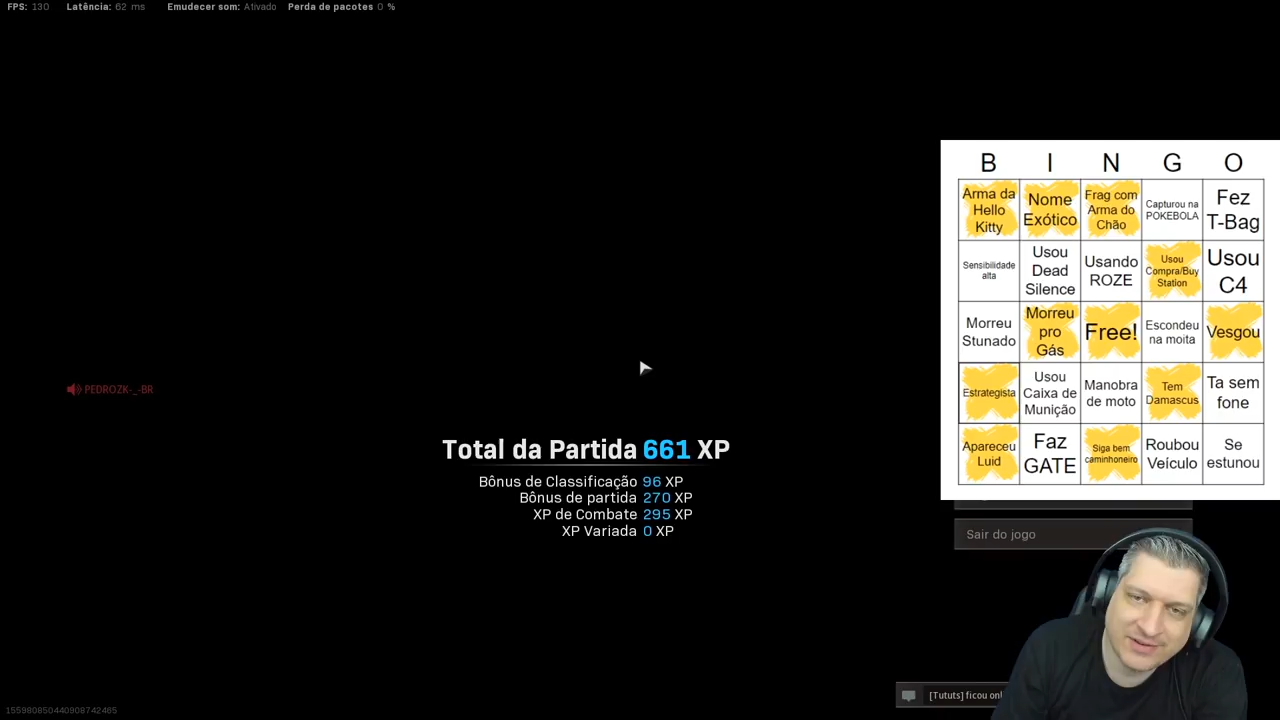 FPS: 130 Latência: 62 ms Emudecer som: Ativado Perda de pacotes 0 %
B I N G O
Arma da
Hello
Kitty
Nome
Exótico
Frag com
Arma do
Chão
Capturou na
POKEBOLA
Fez
T-Bag
Sensibilidade
alta
Usou
Dead
Silence
Usando
ROZE
Usou
Compra/Buy
Station
Usou
C4
Morreu
Stunado
Morreu
pro
Gás
Free!
Escondeu
na moita
Vesgou
Estrategista
Usou
Caixa de
Munição
Manobra
de moto
Tem
Damascus
Ta sem
fone
Apareceu
Luid
Faz
GATE
Siga bem
caminhoneiro
Roubou
Veículo
Se
estunou
PEDROZK-_-BR
Total da Partida 661 XP
Bônus de Classificação 96 XP
Bônus de partida 270 XP
XP de Combate 295 XP
XP Variada 0 XP
Sair do jogo
[Tututs] ficou onl